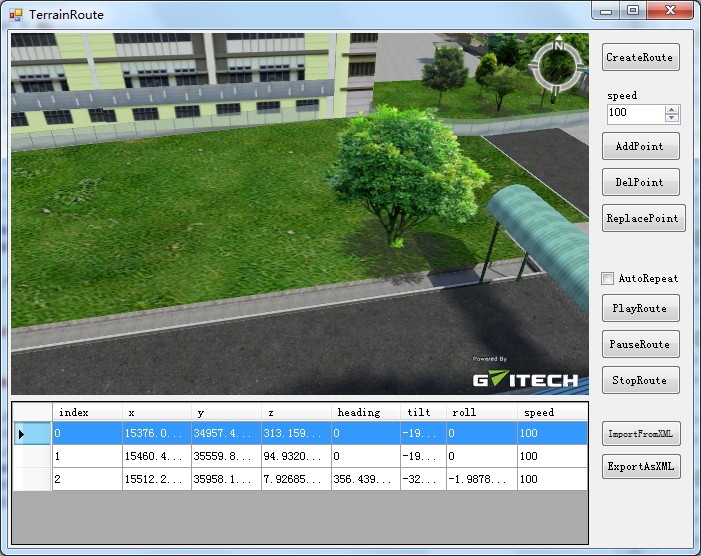 TerrainRoute
N
CreateRoute
speed
100
AddPoint
DelPoint
ReplacePoint
AutoRepeat
PlayRoute
PauseRoute
StopRoute
ImportFromXML
ExportAsXML
Powered By
GVITECH
index x y z heading tilt roll speed
0 15376.0... 34957.4... 313.159... 0 -19... 0 100
1 15460.4... 35559.8... 94.9320... 0 -19... 0 100
2 15512.2... 35958.1... 7.92685... 356.439... -32... -1.9878... 100